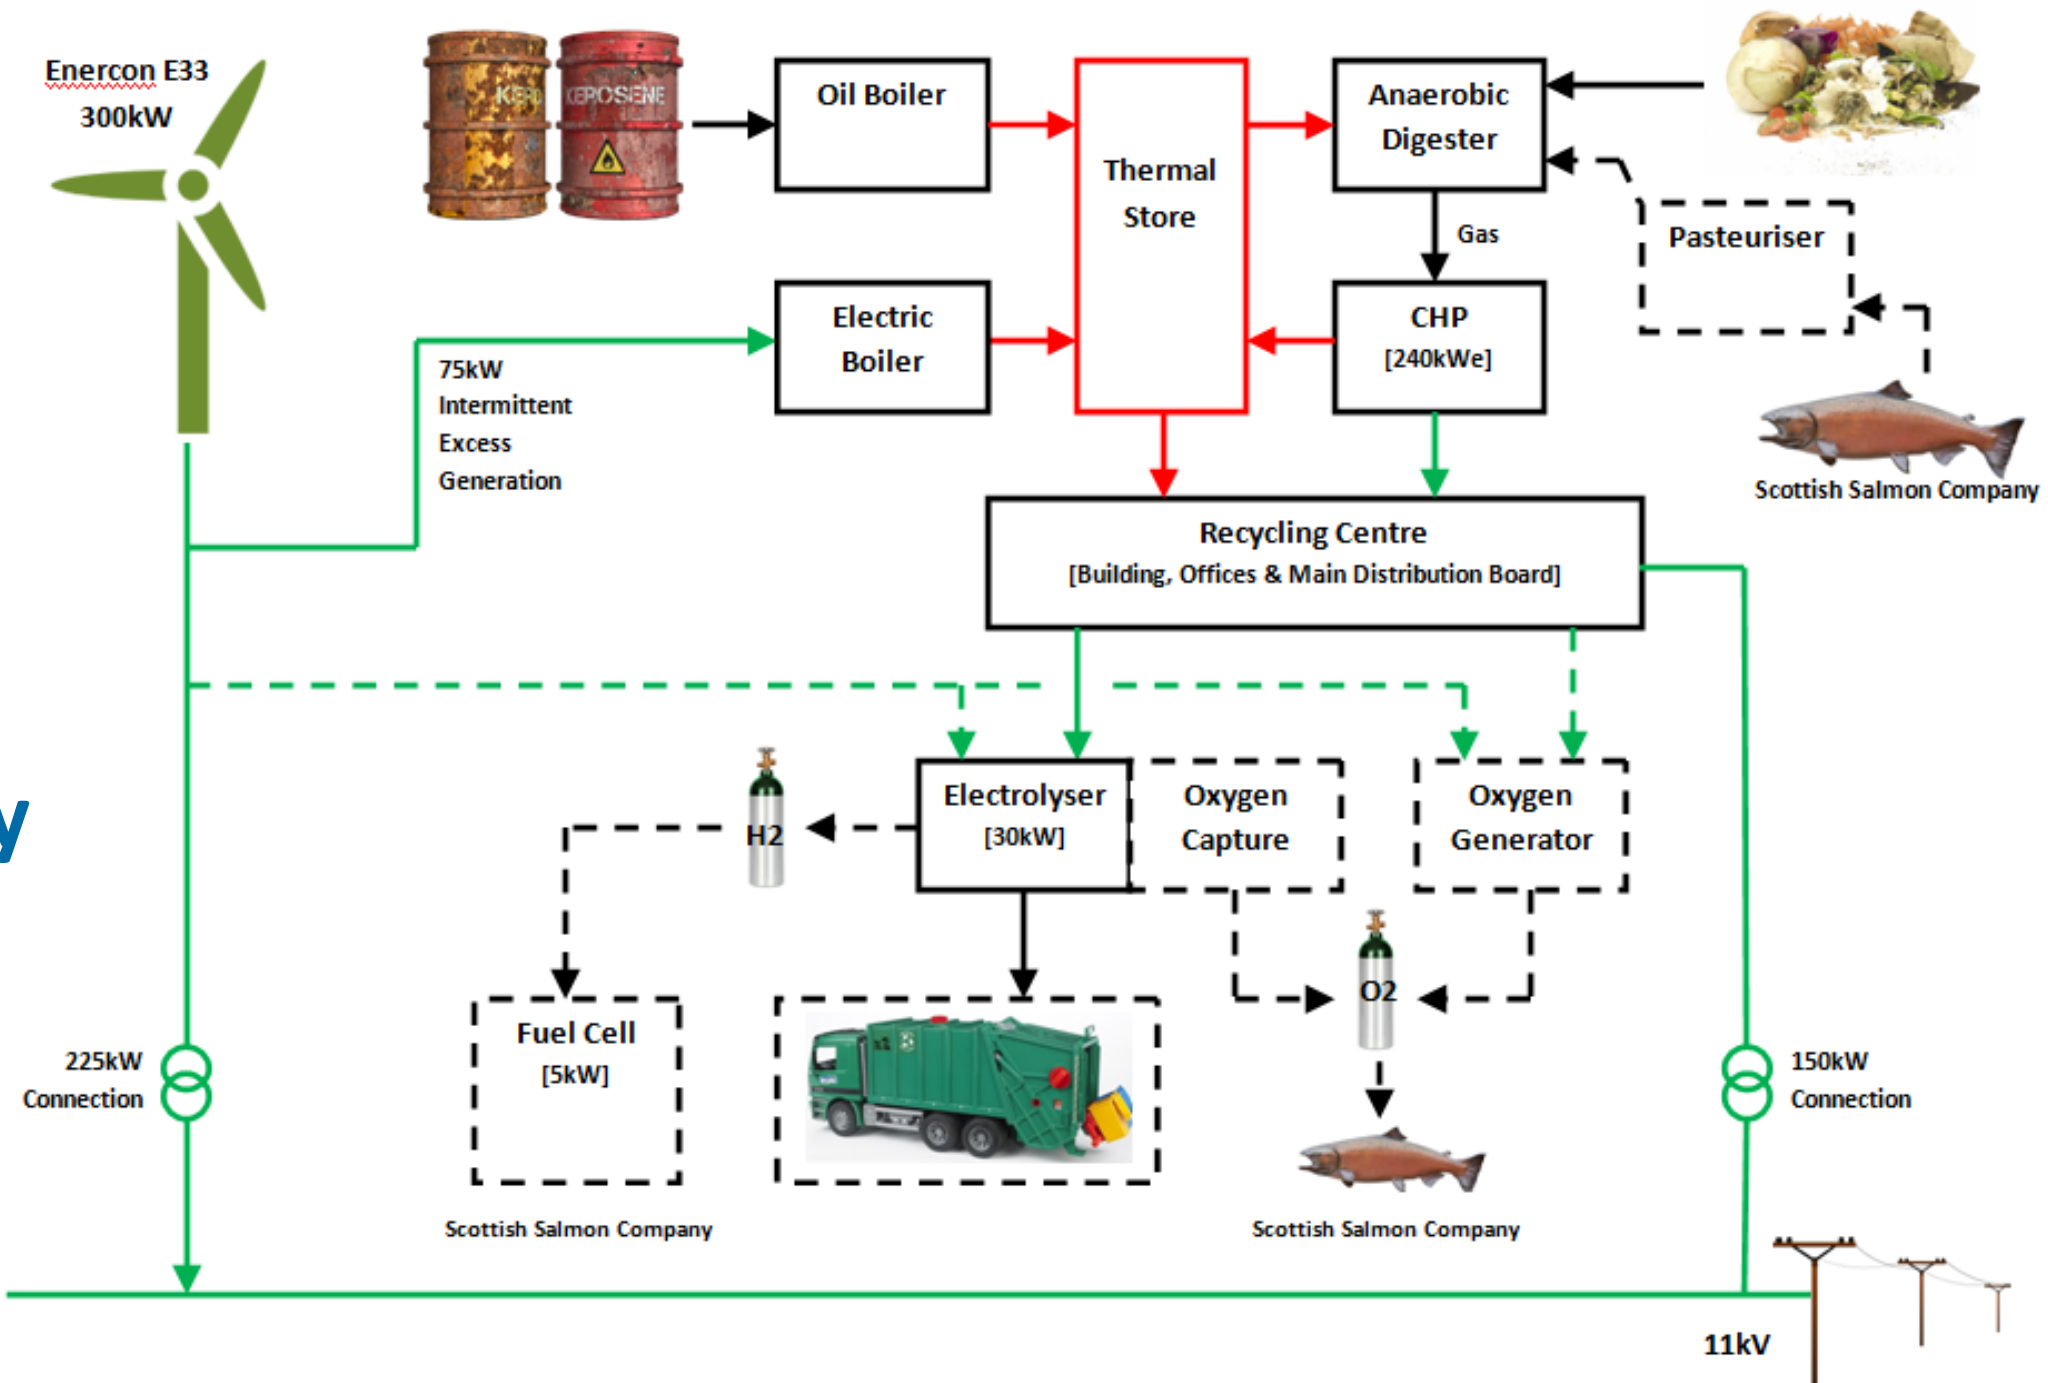 Enercon E33
300kW
KEROSENE
Oil Boiler
Thermal
Store
Anaerobic
Digester
Gas
Pasteuriser
Electric
Boiler
CHP
[240kWe]
75kW
Intermittent
Excess
Generation
Scottish Salmon Company
Recycling Centre
[Building, Offices & Main Distribution Board]
Electrolyser
[30kW]
Oxygen
Capture
Oxygen
Generator
H2
y
O2
Fuel Cell
[5kW]
225kW
Connection
150kW
Connection
Scottish Salmon Company
Scottish Salmon Company
11kV